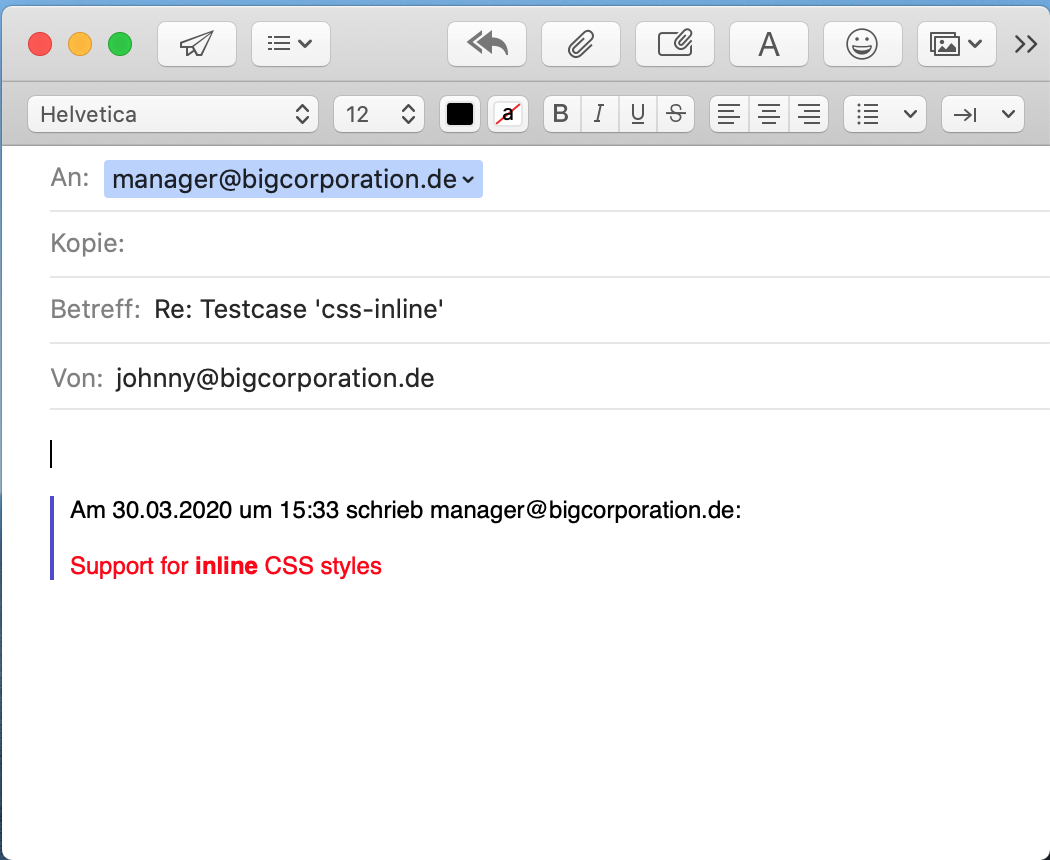 Helvetica 12 a B I U S
An: manager@bigcorporation.de
Kopie:
Betreff: Re: Testcase 'css-inline'
Von: johnny@bigcorporation.de
Am 30.03.2020 um 15:33 schrieb manager@bigcorporation.de:
Support for inline CSS styles